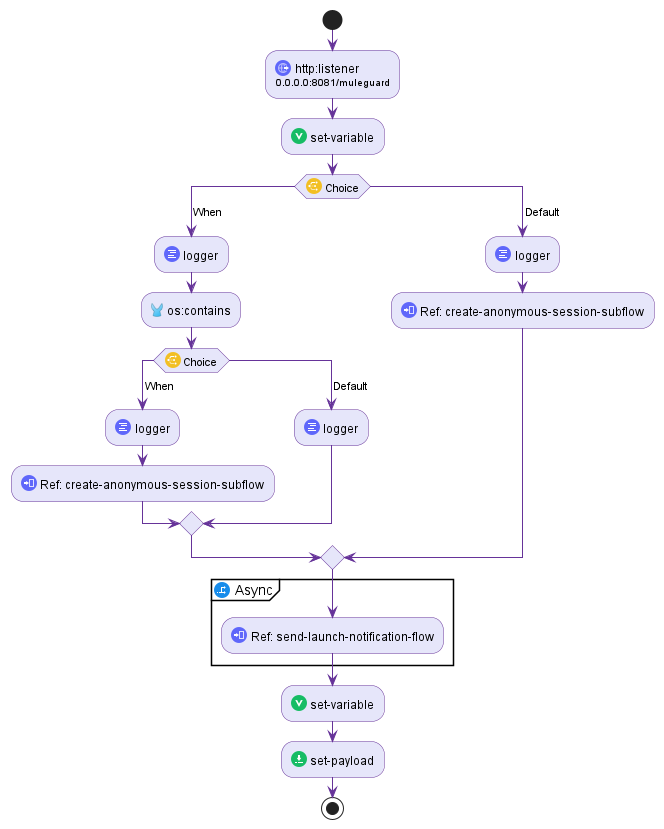 http:listener
0.0.0.0:8081/muleguard
set-variable
Choice
When
Default
logger
logger
os:contains
Ref: create-anonymous-session-subflow
Choice
When
Default
logger
logger
Ref: create-anonymous-session-subflow
Async
Ref: send-launch-notification-flow
set-variable
set-payload